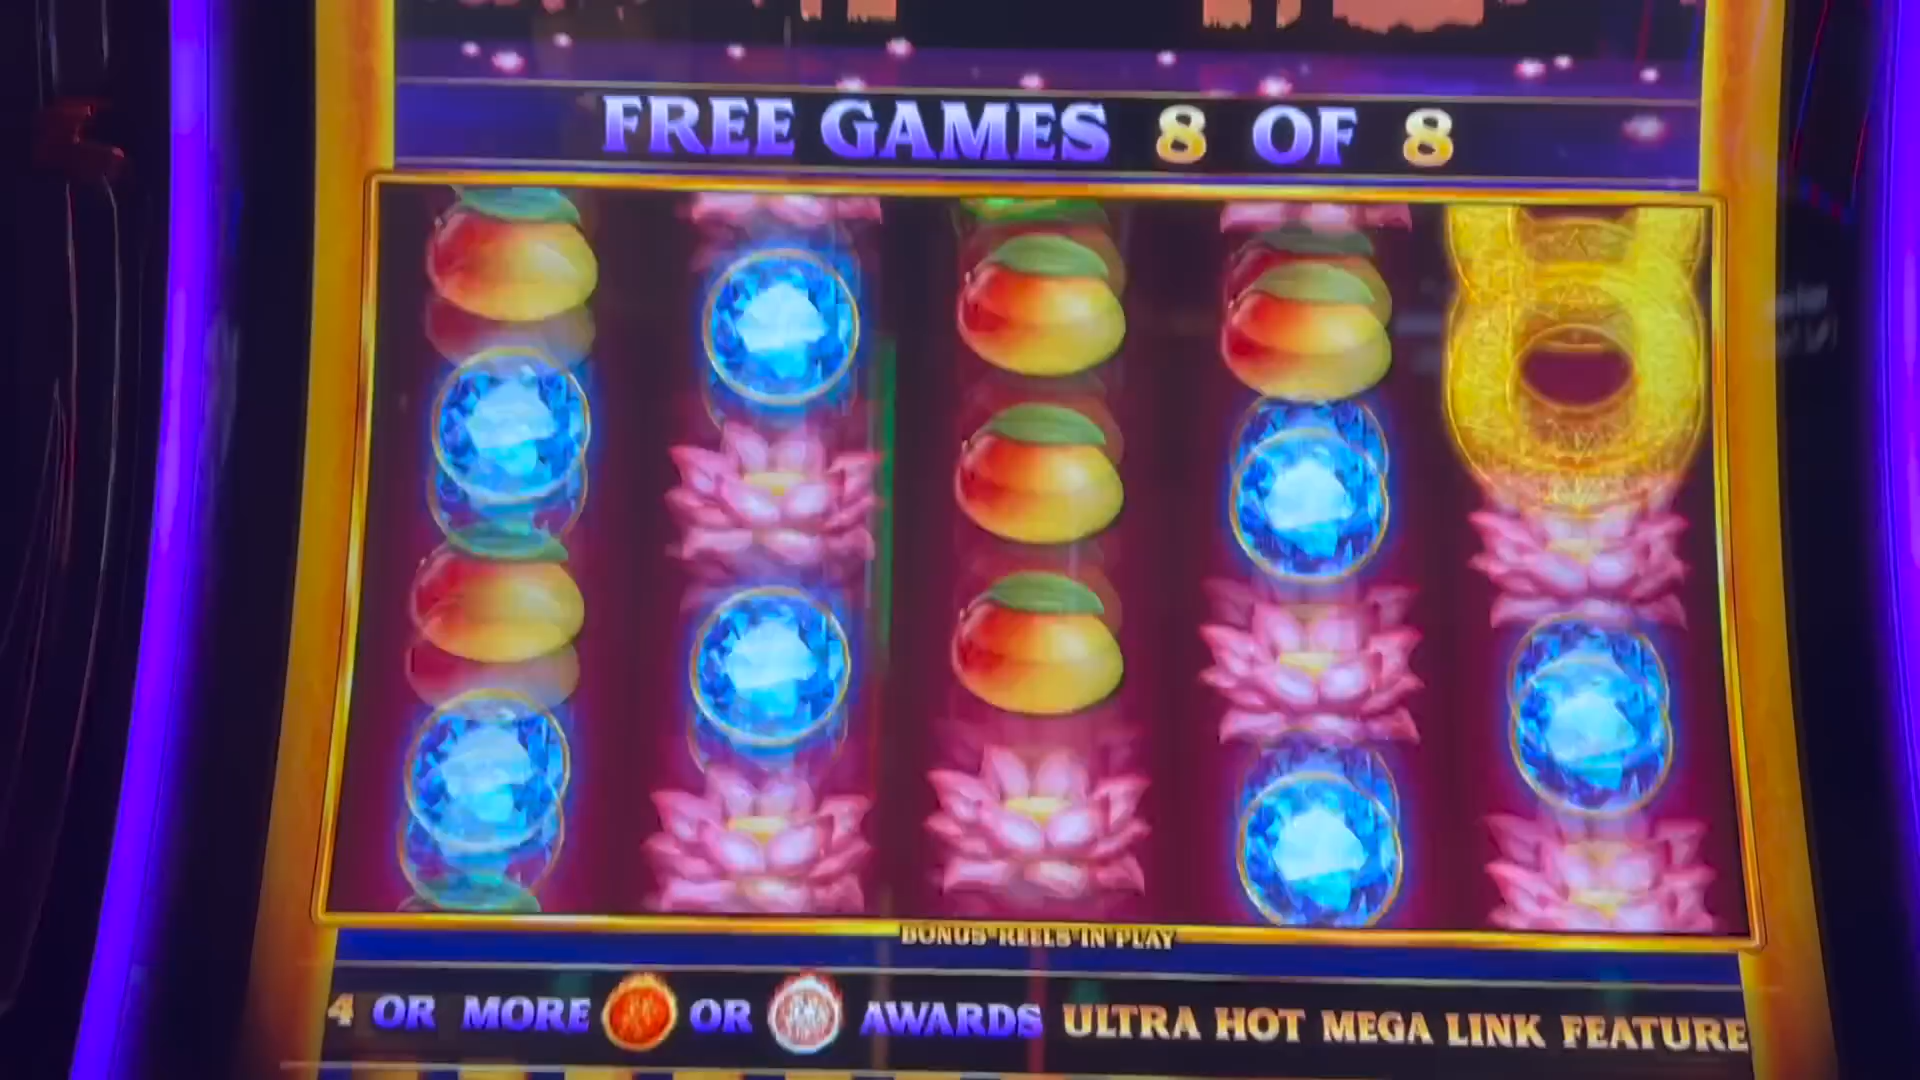 FREE GAMES 8 OF 8
BONUS REELS IN PLAY
4 OR MORE OR AWARDS ULTRA HOT MEGA LINK FEATURE